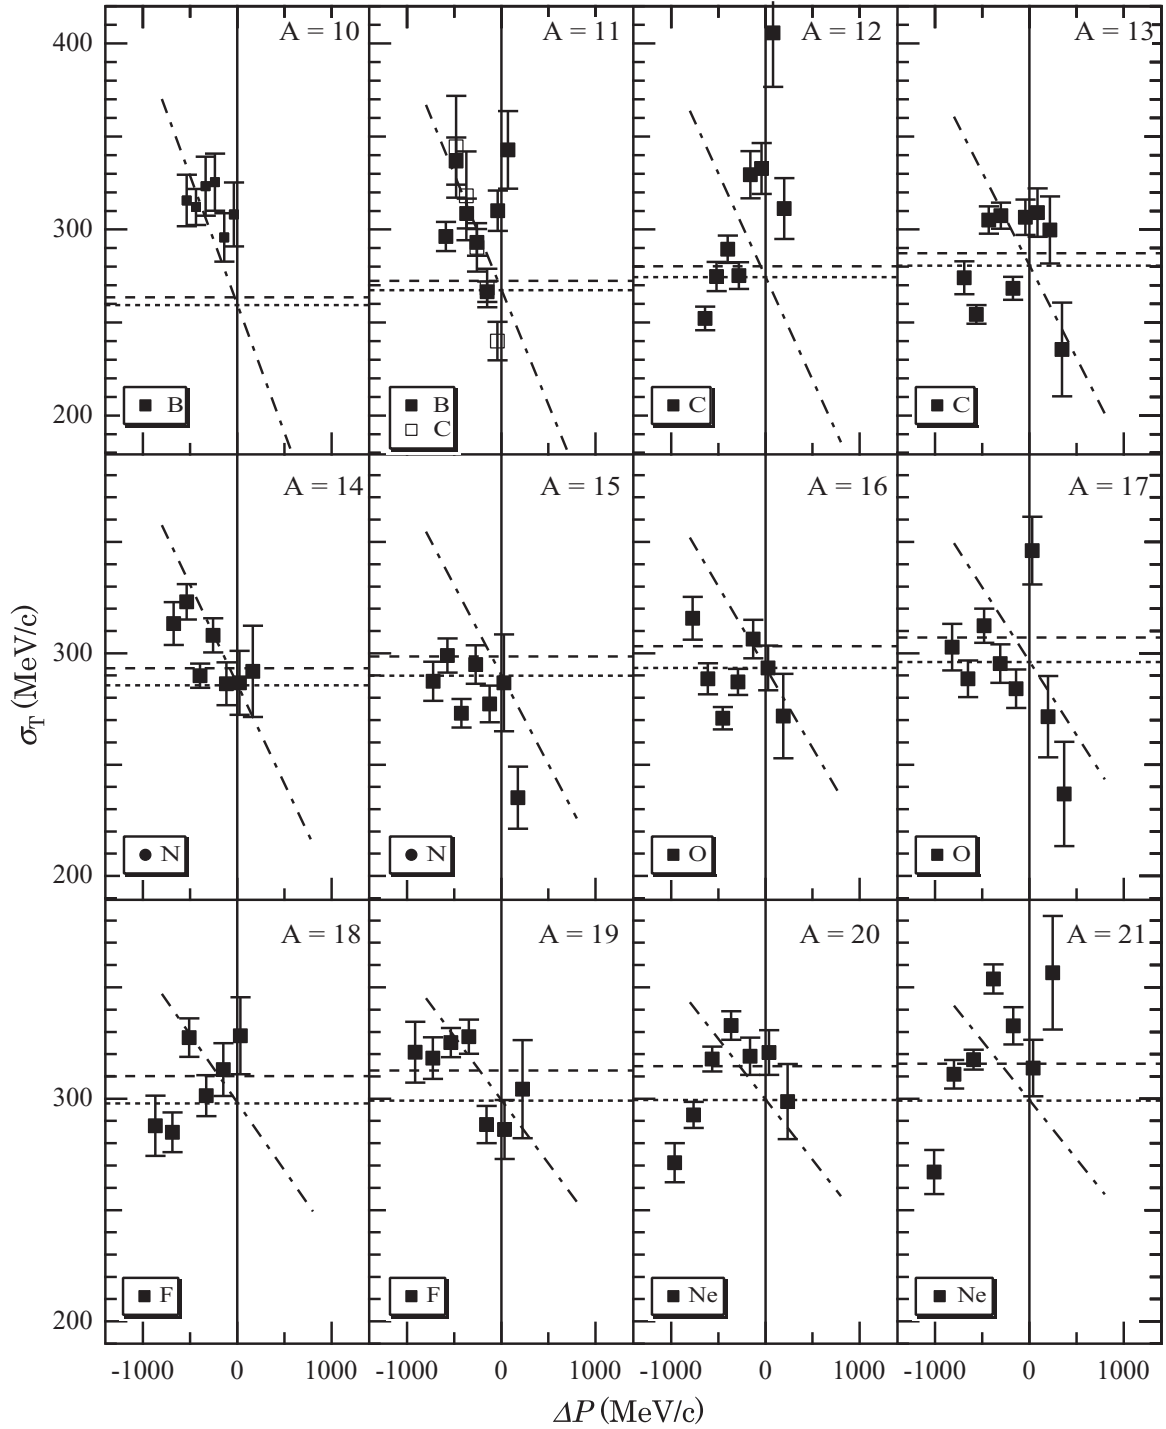 A = 10 A = 11 A = 12 A = 13
400
300
200
B
B
C
C
C
A = 14 A = 15 A = 16 A = 17
300
200
N N O O
σT (MeV/c)
A = 18 A = 19 A = 20 A = 21
300
200
F F Ne Ne
-1000 0 1000 -1000 0 1000 -1000 0 1000 -1000 0 1000
ΔP (MeV/c)